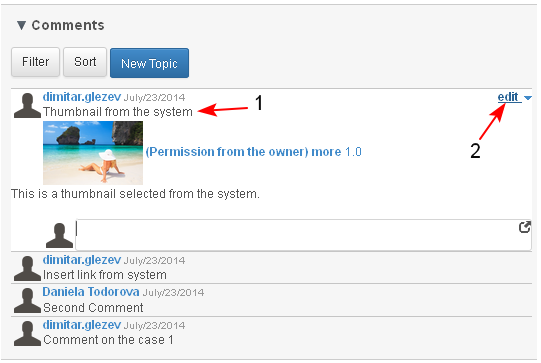 ▼ Comments
Filter Sort New Topic
dimitar.glezev July/23/2014 edit
Thumbnail from the system 1
2
(Permission from the owner) more 1.0
This is a thumbnail selected from the system.
dimitar.glezev July/23/2014
Insert link from system
Daniela Todorova July/23/2014
Second Comment
dimitar.glezev July/23/2014
Comment on the case 1